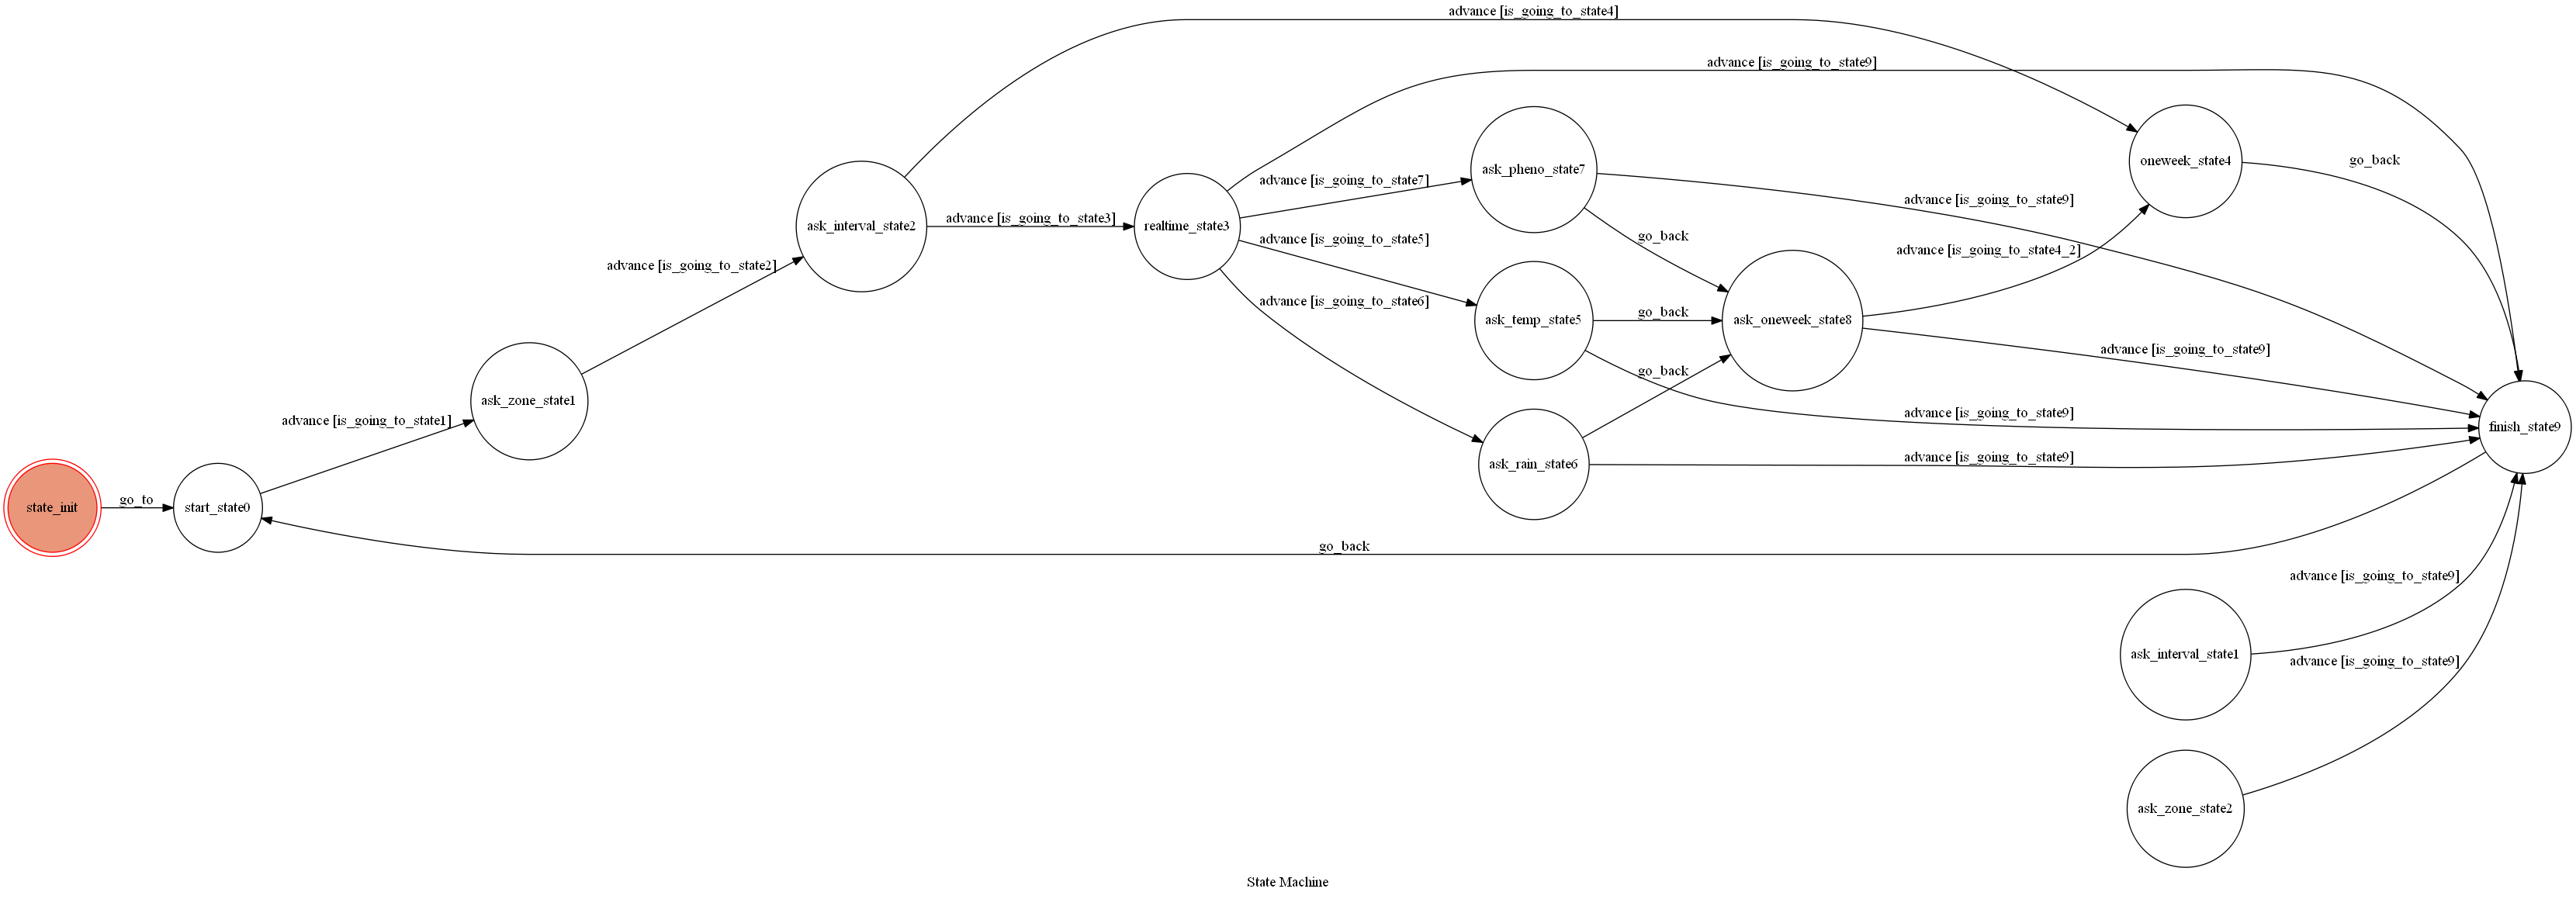 advance [is_going_to_state4]
advance [is_going_to_state9]
ask_pheno_state7
oneweek_state4
go_back
advance [is_going_to_state7]
advance [is_going_to_state9]
ask_interval_state2
advance [is_going_to_state3]
realtime_state3
go_back
advance [is_going_to_state5]
advance [is_going_to_state4_2]
advance [is_going_to_state2]
advance [is_going_to_state6]
ask_temp_state5
go_back
ask_oneweek_state8
advance [is_going_to_state9]
go_back
ask_zone_state1
advance [is_going_to_state1]
advance [is_going_to_state9]
finish_state9
ask_rain_state6
advance [is_going_to_state9]
state_init
go_to
start_state0
go_back
advance [is_going_to_state9]
ask_interval_state1
advance [is_going_to_state9]
ask_zone_state2
State Machine